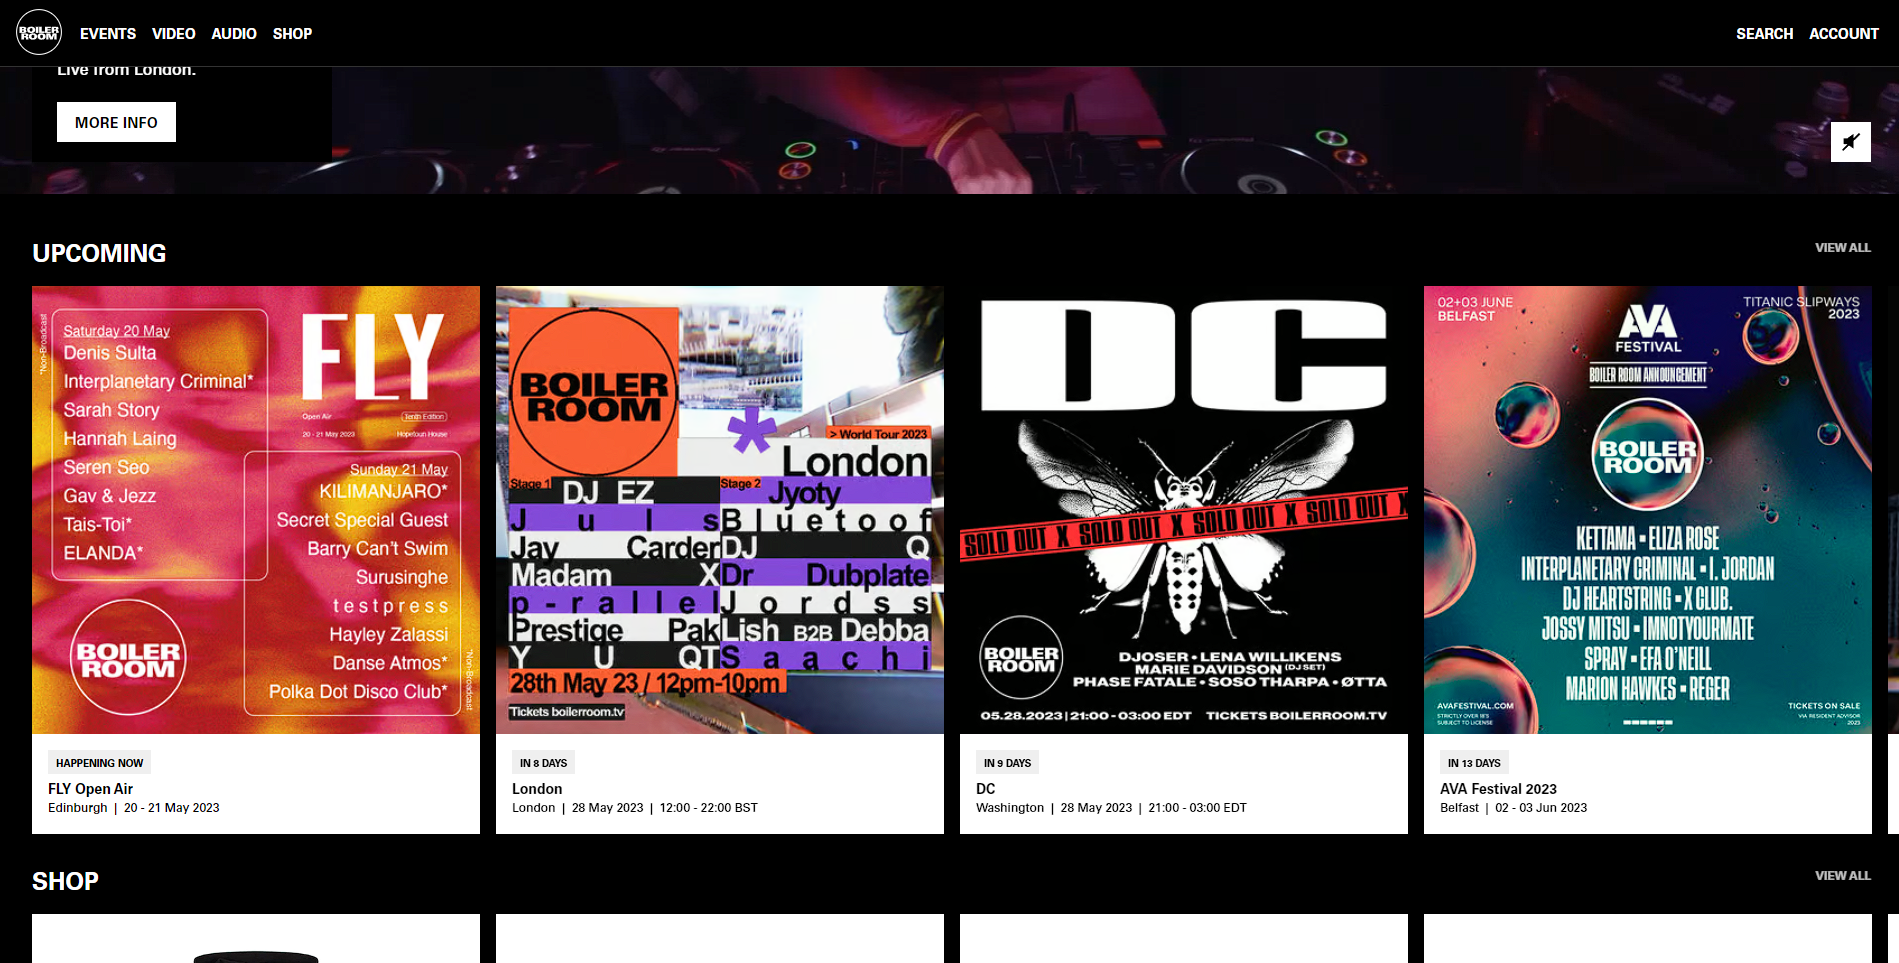 BOILER
ROOM
EVENTS VIDEO AUDIO SHOP
SEARCH ACCOUNT
Live from London.
MORE INFO
UPCOMING
VIEW ALL
*Non-Broadcast
Saturday 20 May
Denis Sulta
Interplanetary Criminal*
Sarah Story
Hannah Laing
Seren Seo
Gav & Jezz
Tais-Toi*
ELANDA*
FLY
Open Air
Tenth Edition
20 - 21 May 2023
Hopetoun House
Sunday 21 May
KILIMANJARO*
Secret Special Guest
Barry Can't Swim
Surusinghe
testpress
Hayley Zalassi
Danse Atmos*
Polka Dot Disco Club*
*Non-Broadcast
BOILER
ROOM
HAPPENING NOW
FLY Open Air
Edinburgh | 20 - 21 May 2023
BOILER
ROOM
*
> World Tour 2023
London
Stage 1
DJ EZ
Juls
Jay Carder
Madam X
p-rallel
Prestige Pak
Y U QT
Stage 2
Jyoty
Bluetoof
DJ Q
Dr Dubplate
Jordss
Lish B2B Debba
Saachi
28th May 23 / 12pm-10pm
Tickets boilerroom.tv
IN 8 DAYS
London
London | 28 May 2023 | 12:00 - 22:00 BST
DC
SOLD OUT X SOLD OUT X SOLD OUT X SOLD OUT X
BOILER
ROOM
DJOSER • LENA WILLIKENS
MARIE DAVIDSON (DJ SET)
PHASE FATALE • SOSO THARPA • ØTTA
05.28.2023 | 21:00 - 03:00 EDT TICKETS BOILERROOM.TV
IN 9 DAYS
DC
Washington | 28 May 2023 | 21:00 - 03:00 EDT
02+03 JUNE
BELFAST
AVA
FESTIVAL
TITANIC SLIPWAYS
2023
BOILER ROOM ANNOUNCEMENT
BOILER
ROOM
KETTAMA ▪ ELIZA ROSE
INTERPLANETARY CRIMINAL ▪ I. JORDAN
DJ HEARTSTRING ▪ X CLUB.
JOSSY MITSU ▪ IMNOTYOURMATE
SPRAY ▪ EFA O'NEILL
MARION HAWKES ▪ REGER
AVAFESTIVAL.COM
STRICTLY OVER 18'S
SUBJECT TO LICENSE
TICKETS ON SALE
VIA RESIDENT ADVISOR
2023
IN 13 DAYS
AVA Festival 2023
Belfast | 02 - 03 Jun 2023
SHOP
VIEW ALL